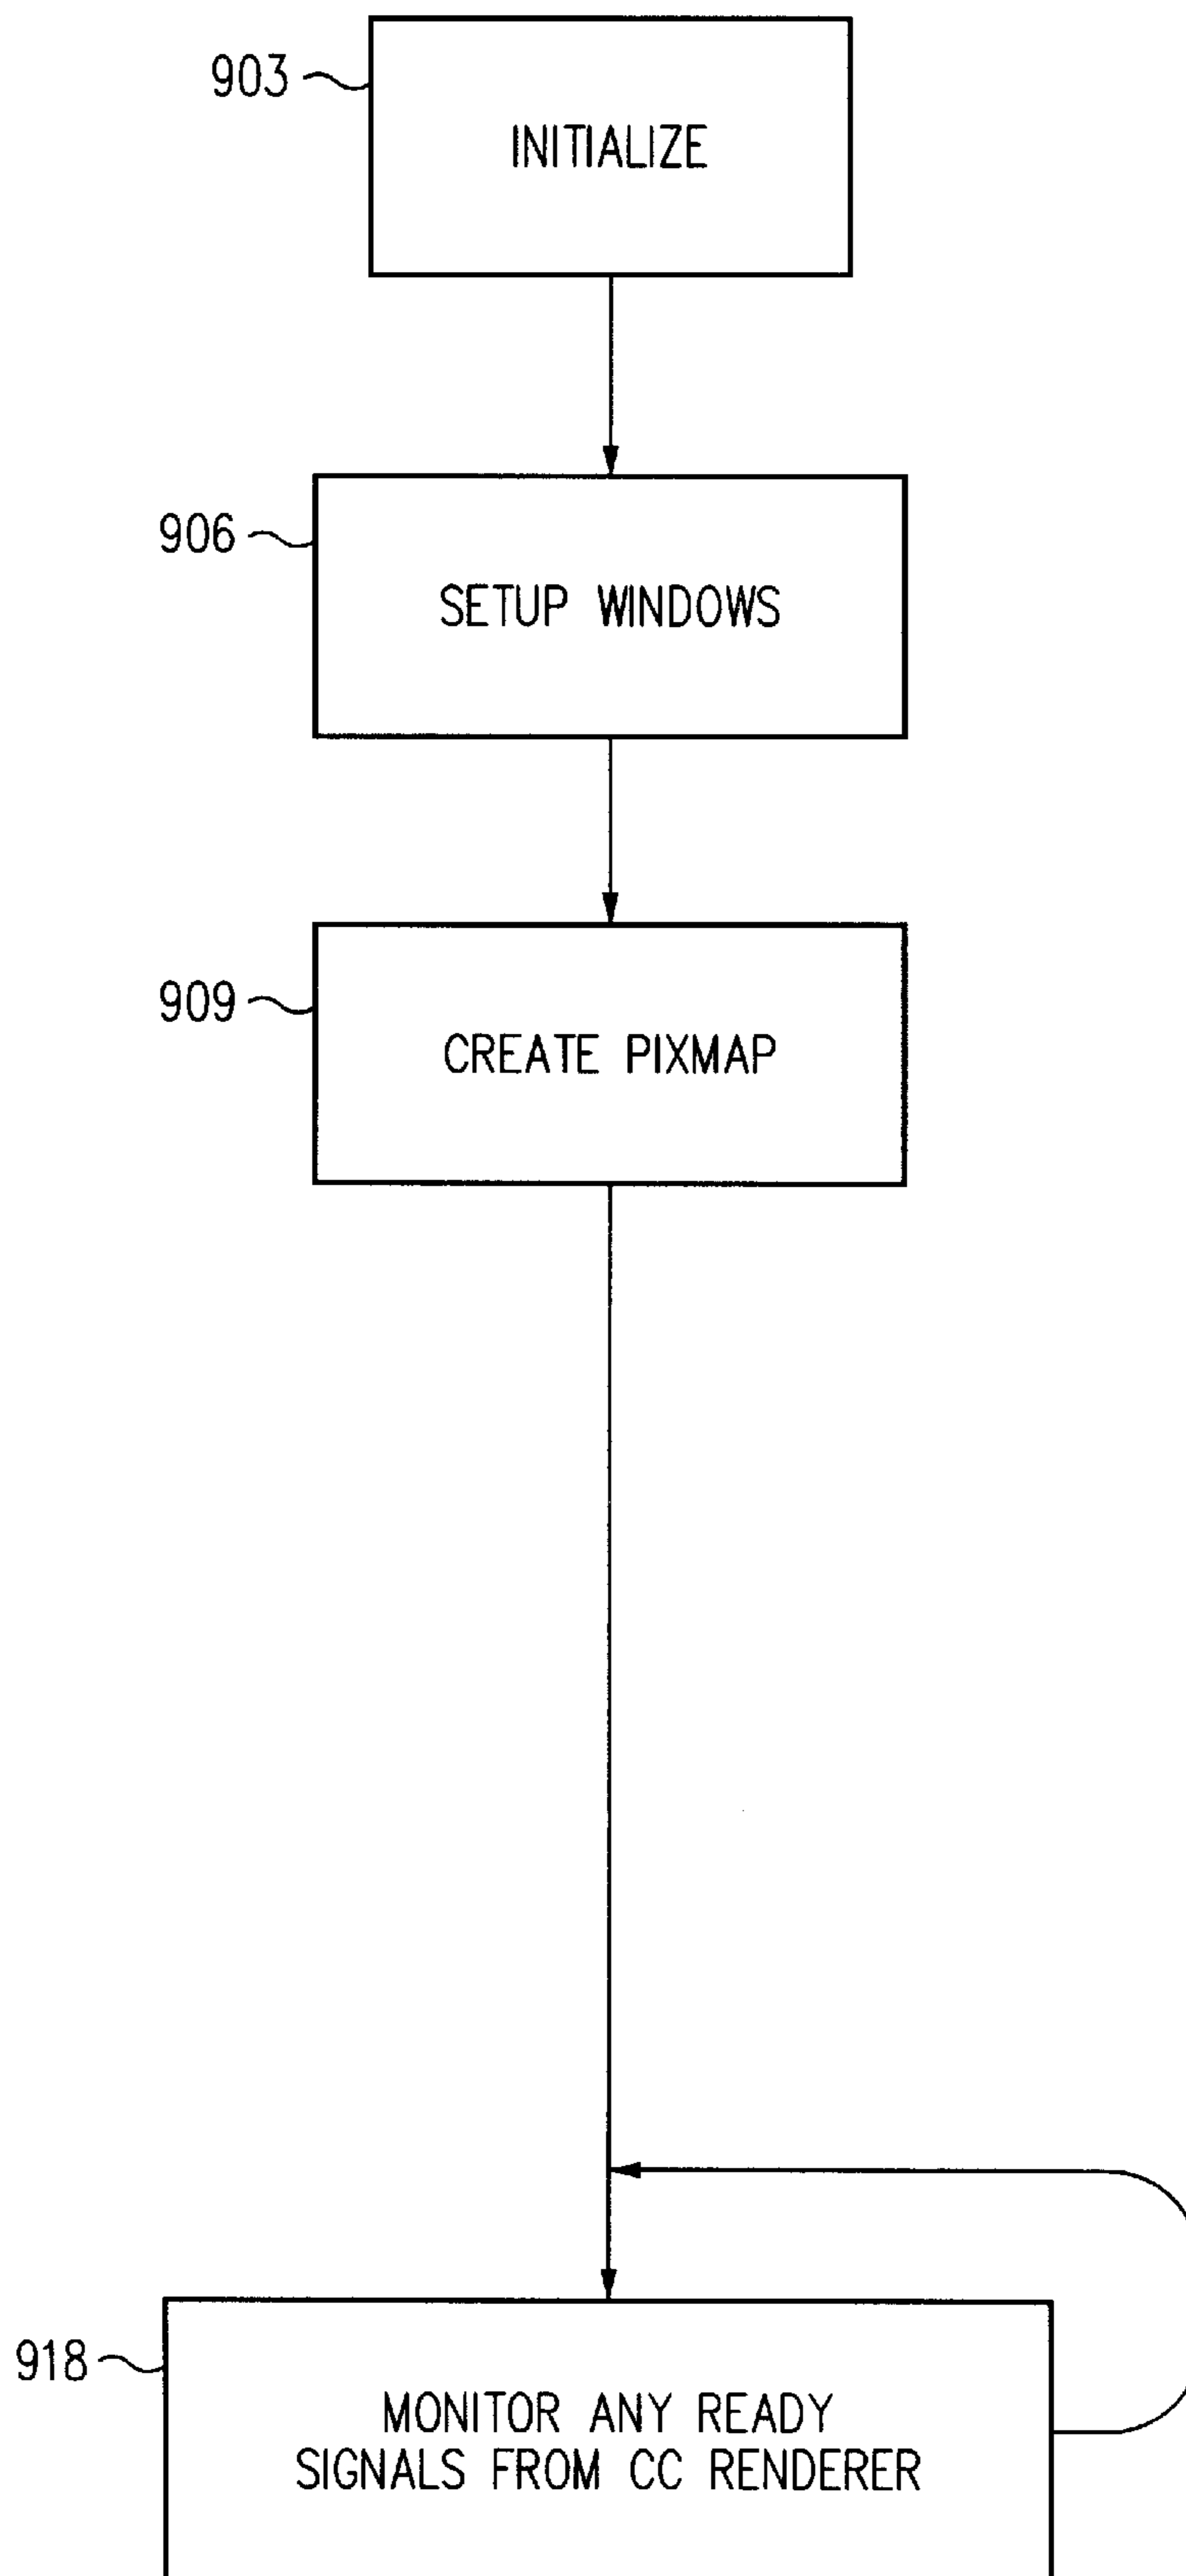 903
INITIALIZE
906
SETUP WINDOWS
909
CREATE PIXMAP
918
MONITOR ANY READY
SIGNALS FROM CC RENDERER